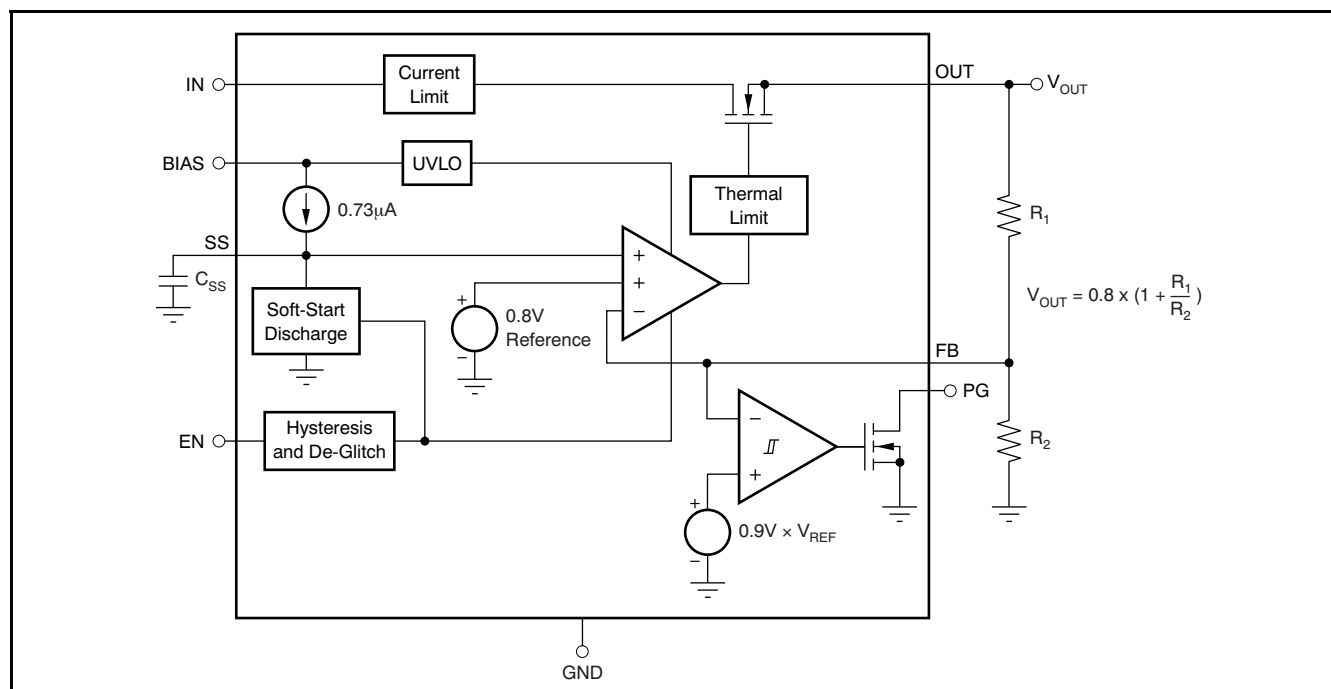 IN
Current
Limit
OUT
V_OUT
BIAS
UVLO
0.73µA
Thermal
Limit
R_1
SS
C_SS
+
+
−
+
−
0.8V
Reference
Soft-Start
Discharge
V_OUT = 0.8 x (1 + R_1/R_2)
FB
PG
EN
Hysteresis
and De-Glitch
−
+
R_2
+
−
0.9V × V_REF
GND